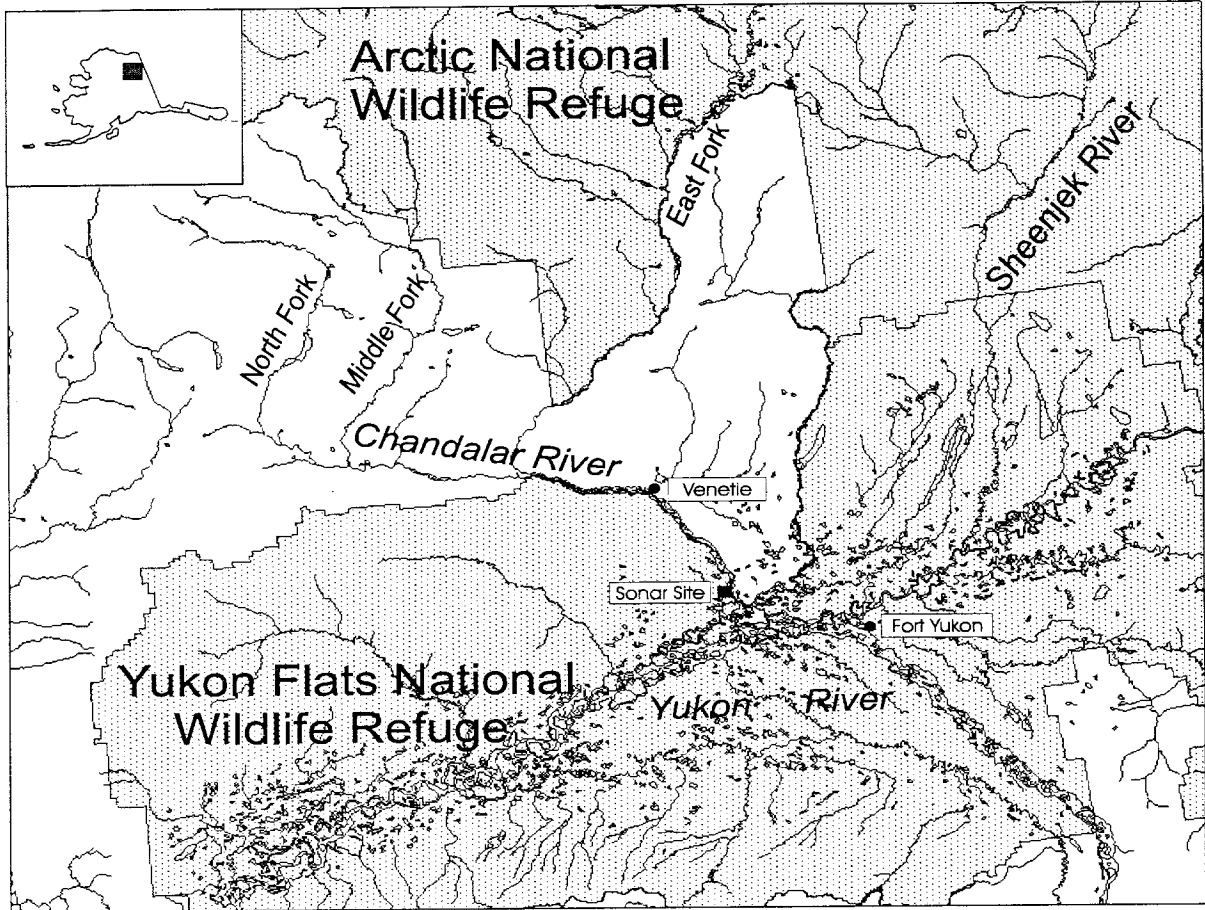 Arctic National
Wildlife Refuge
East Fork
Sheenjek River
North Fork
Middle Fork
Chandalar River
Venetie
Sonar Site
Fort Yukon
Yukon Flats National
Wildlife Refuge
Yukon River